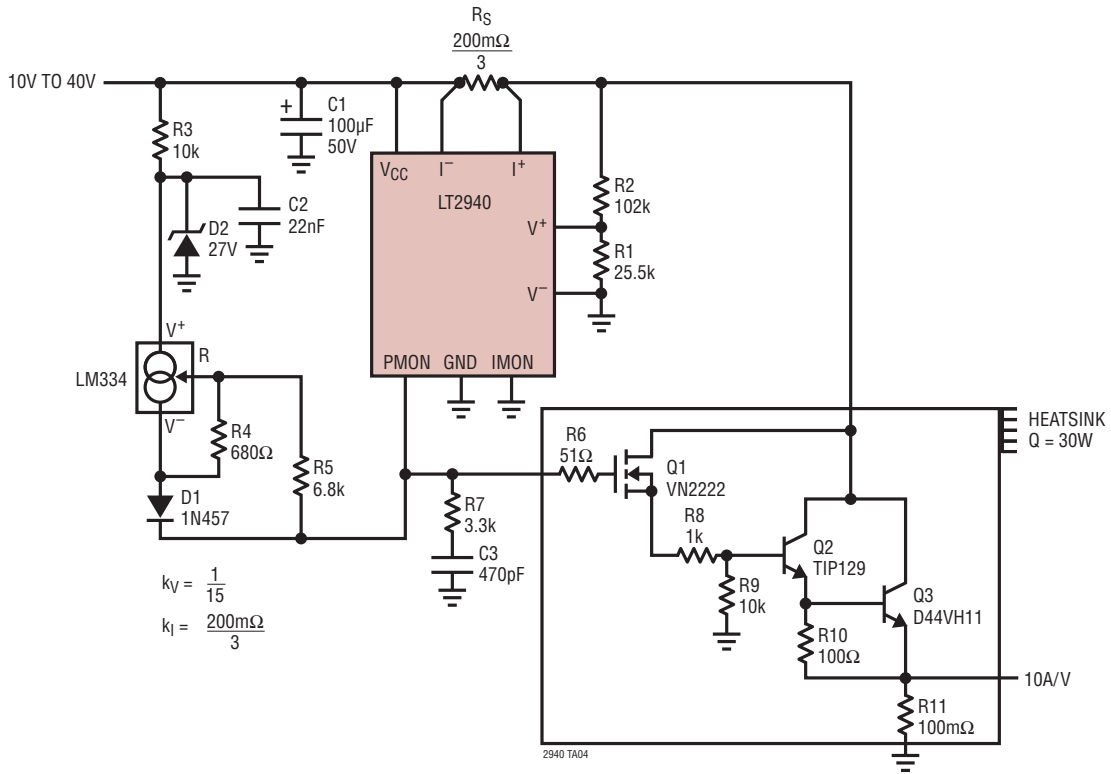 RS
200mΩ
3
10V TO 40V
R3
10k
+
C1
100µF
50V
VCC
I–
I+
LT2940
V+
V–
PMON
GND
IMON
R2
102k
R1
25.5k
D2
27V
C2
22nF
V+
R
LM334
V–
R4
680Ω
R5
6.8k
D1
1N457
R7
3.3k
C3
470pF
R6
51Ω
Q1
VN2222
R8
1k
R9
10k
Q2
TIP129
Q3
D44VH11
R10
100Ω
R11
100mΩ
HEATSINK
Q = 30W
10A/V
kV = 1
15
kI = 200mΩ
3
2940 TA04